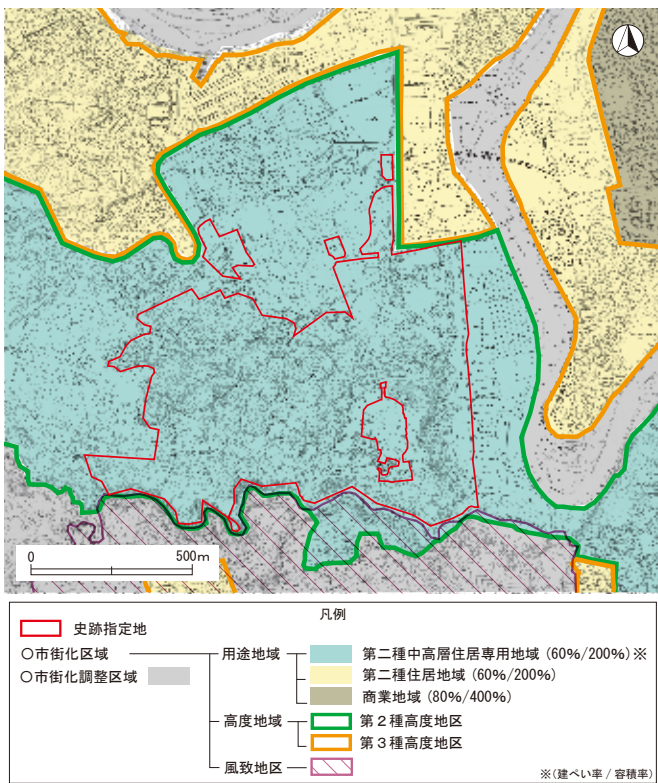 0
500m
凡例
史跡指定地
○市街化区域
○市街化調整区域
用途地域
第二種中高層住居専用地域 (60%/200%)※
第二種住居地域 (60%/200%)
商業地域 (80%/400%)
高度地域
第2種高度地区
第3種高度地区
風致地区
※(建ぺい率 / 容積率)